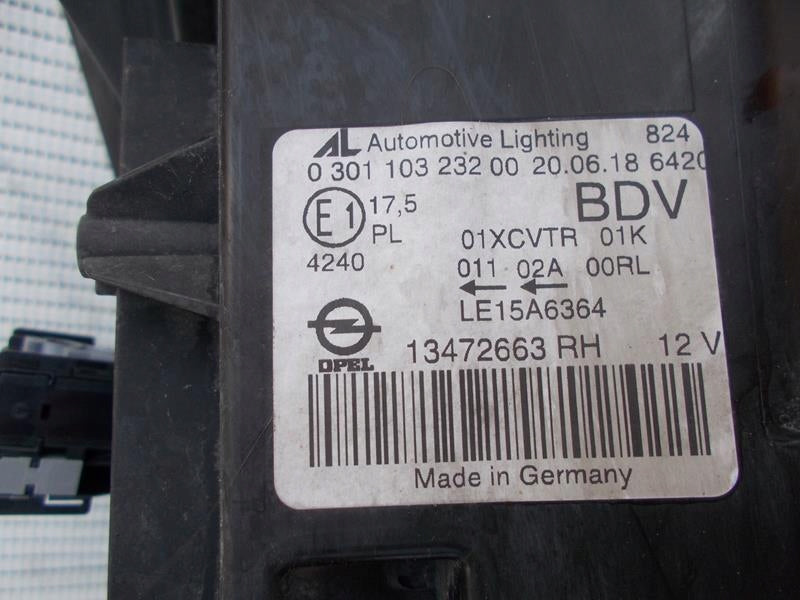 AL Automotive Lighting 824
0 301 103 232 00 20.06.18 6420
E1 17,5 BDV
PL 01XCVTR 01K
4240 011 02A 00RL
LE15A6364
OPEL 13472663 RH 12 V
Made in Germany